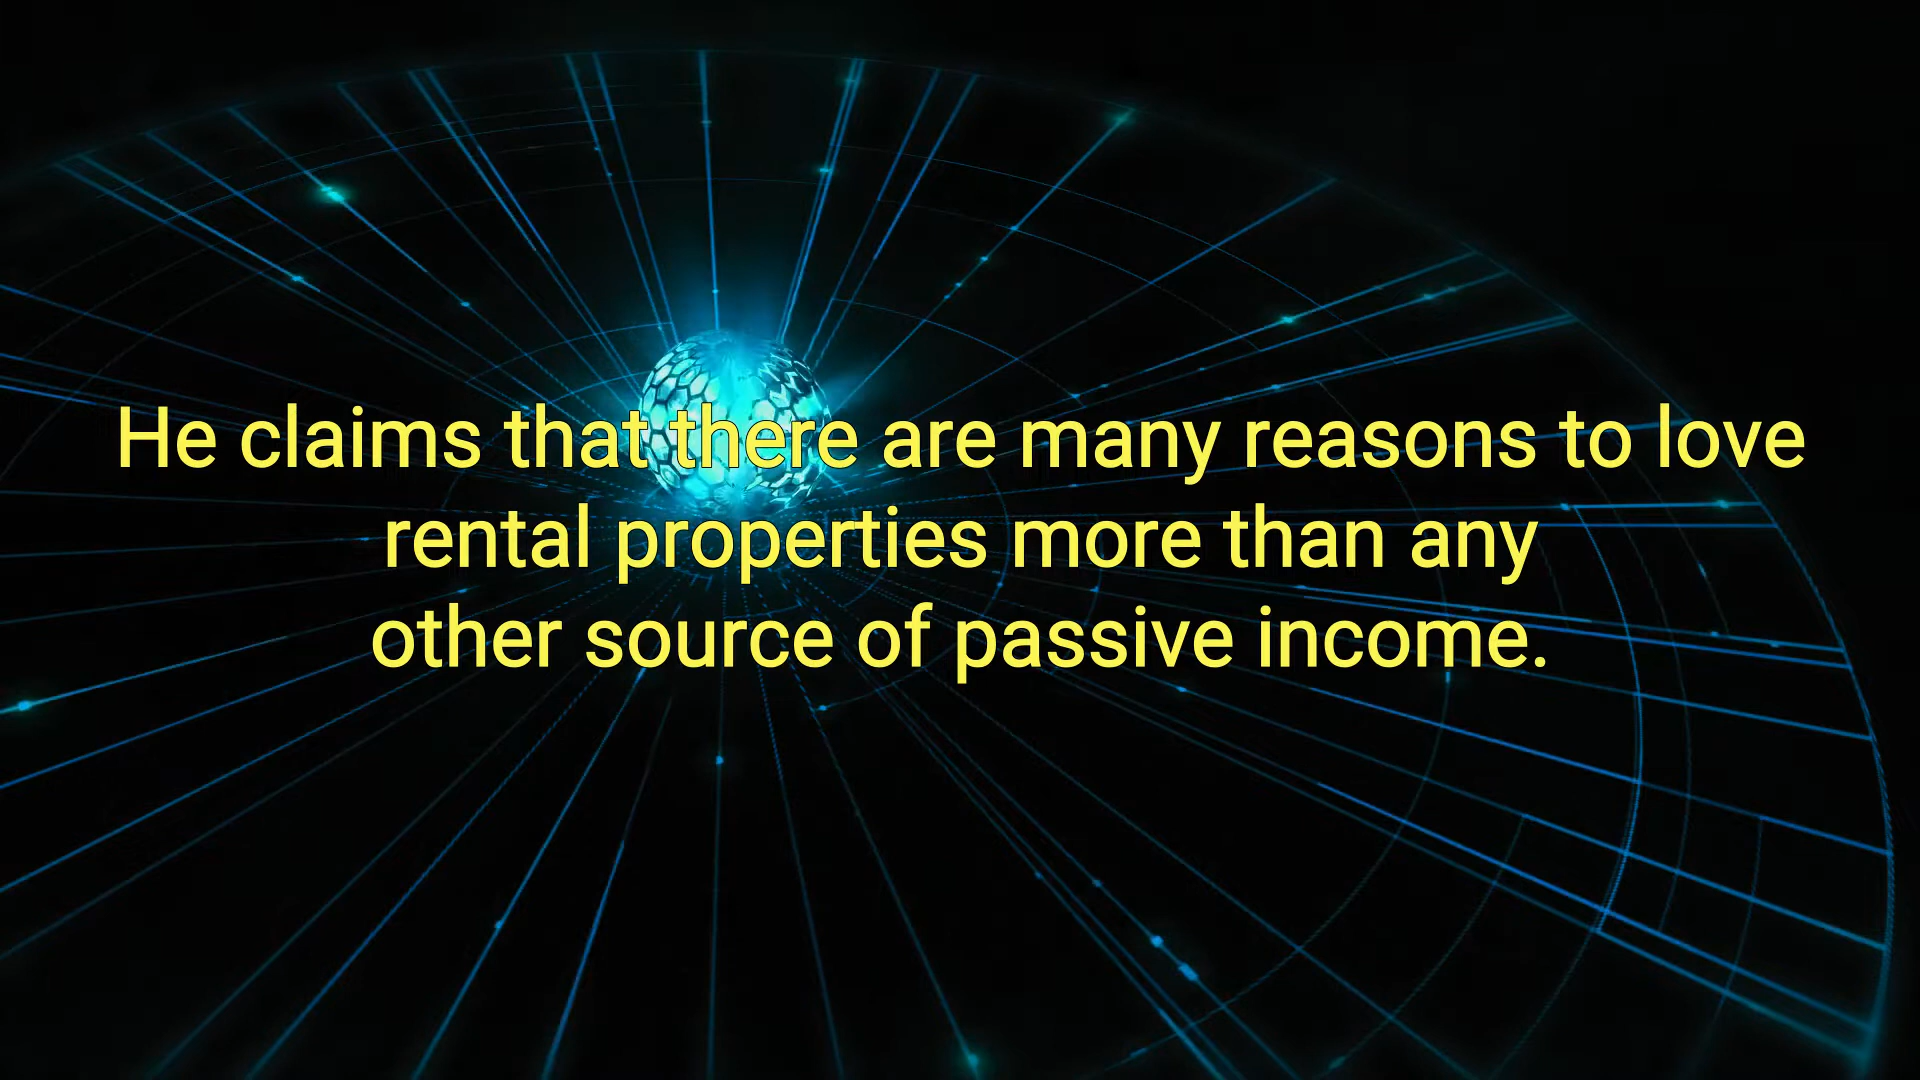 He claims that there are many reasons to love
rental properties more than any
other source of passive income.